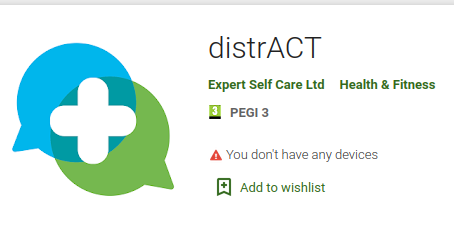 distrACT
Expert Self Care Ltd Health & Fitness
3 PEGI 3
You don't have any devices
Add to wishlist